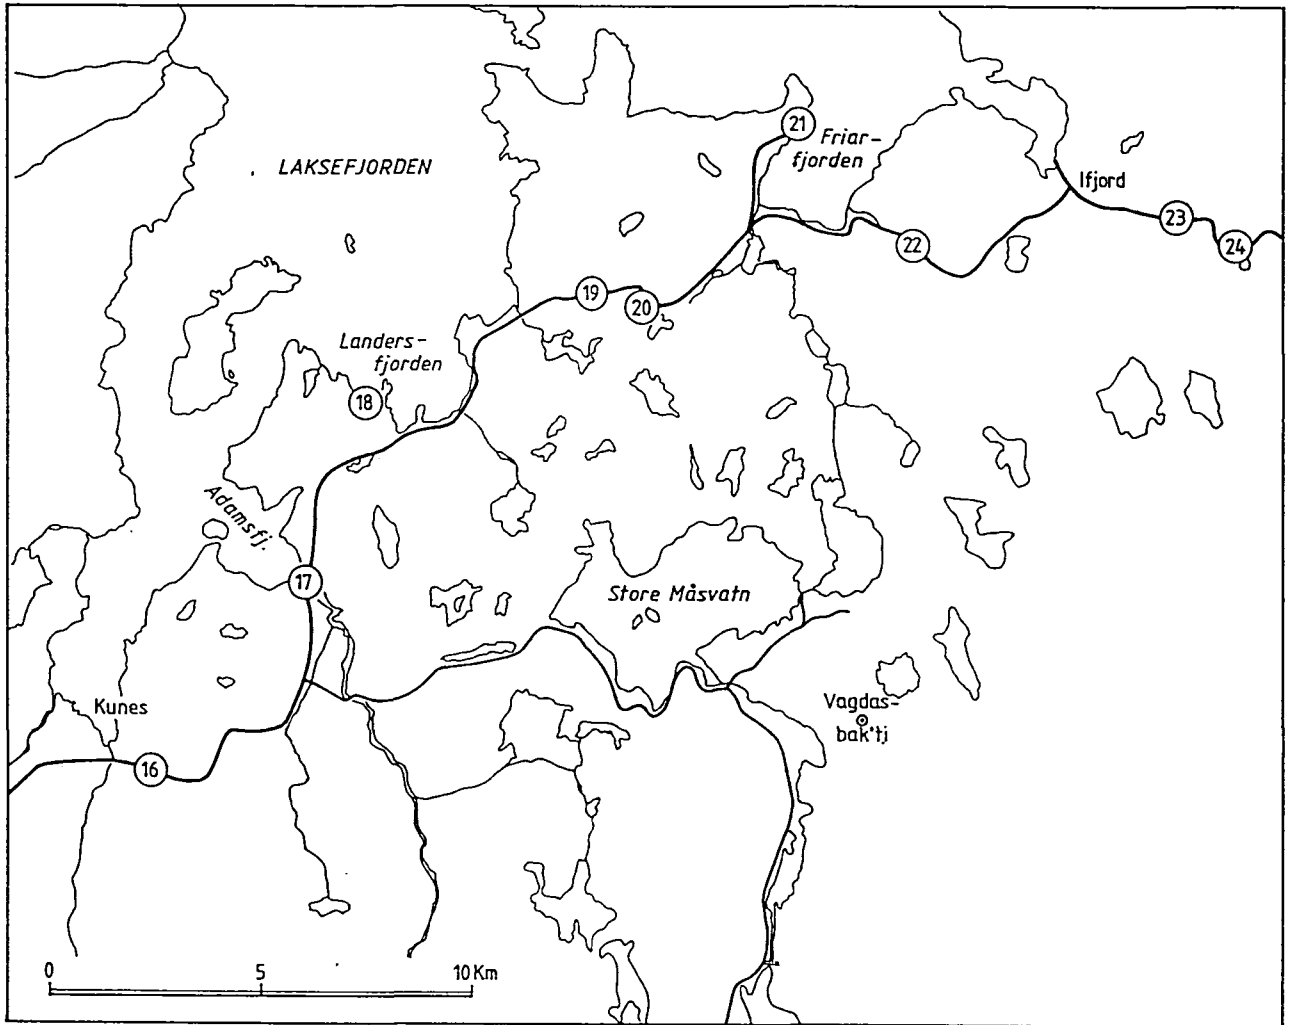 21
Friar-
fjorden
LAKSEFJORDEN
Ifjord
23
22
24
19
20
Landers-
fjorden
18
Adamsfj.
17
Store Måsvatn
Kunes
Vagdas-
bak'tj
16
0 5 10 Km